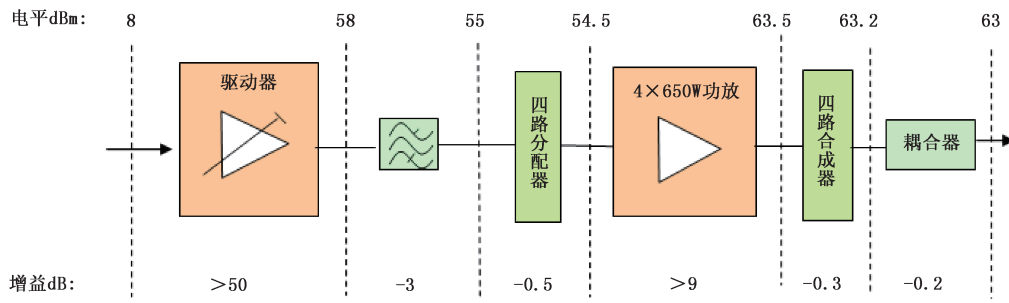 电平dBm: 8 58 55 54.5 63.5 63.2 63
驱动器
四路分配器
4×650W功放
四路合成器
耦合器
增益dB: >50 -3 -0.5 >9 -0.3 -0.2